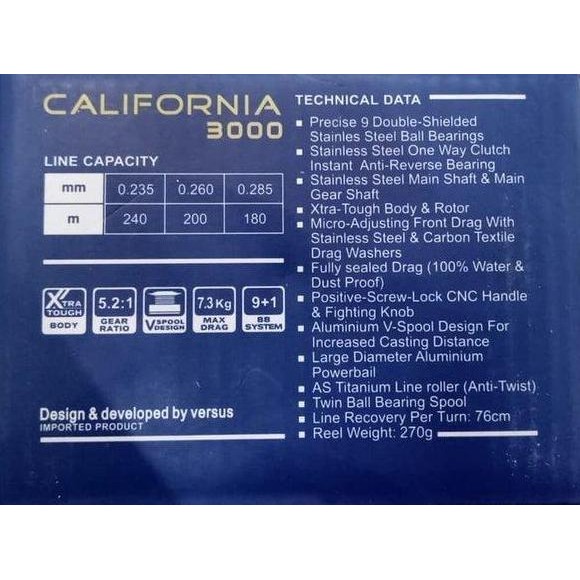 CALIFORNIA
3000
LINE CAPACITY
mm 0.235 0.260 0.285
m 240 200 180
XTRA TOUGH BODY
5.2:1 GEAR RATIO
V SPOOL DESIGN
7.3 Kg MAX DRAG
9+1 BB SYSTEM
Design & developed by versus
IMPORTED PRODUCT
TECHNICAL DATA
▪ Precise 9 Double-Shielded
Stainles Steel Ball Bearings
▪ Stainless Steel One Way Clutch
Instant Anti-Reverse Bearing
▪ Stainless Steel Main Shaft & Main
Gear Shaft
▪ Xtra-Tough Body & Rotor
▪ Micro-Adjusting Front Drag With
Stainless Steel & Carbon Textile
Drag Washers
▪ Fully sealed Drag (100% Water &
Dust Proof)
▪ Positive-Screw-Lock CNC Handle
& Fighting Knob
▪ Aluminium V-Spool Design For
Increased Casting Distance
▪ Large Diameter Aluminium
Powerbail
▪ AS Titanium Line roller (Anti-Twist)
▪ Twin Ball Bearing Spool
▪ Line Recovery Per Turn: 76cm
▪ Reel Weight: 270g